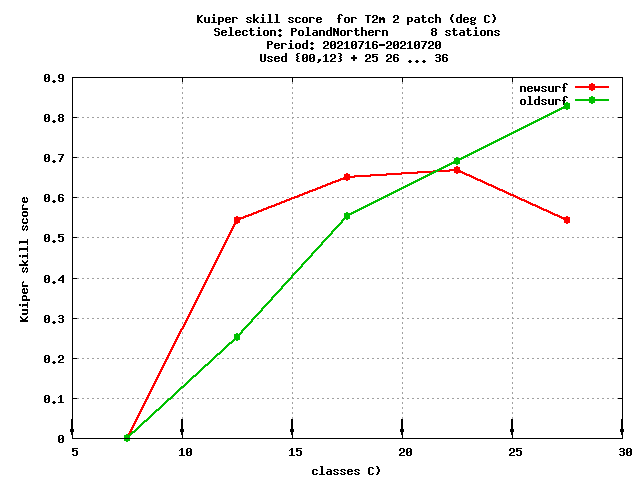 Kuiper skill score  for T2m 2 patch (deg C)
Selection: PolandNorthern      8 stations
Period: 20210716-20210720
Used {00,12} + 25 26 ... 36
newsurf
oldsurf
0.9
0.8
0.7
0.6
0.5
0.4
0.3
0.2
0.1
0
Kuiper skill score
5 10 15 20 25 30
classes C)